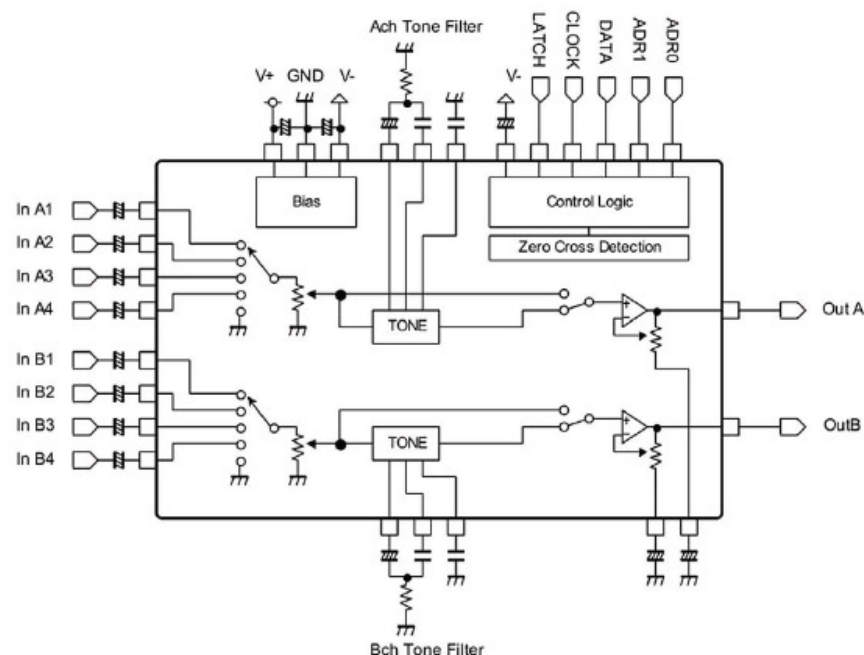 Ach Tone Filter
V+ GND V- V- LATCH CLOCK DATA ADR1 ADR0
Bias
Control Logic
Zero Cross Detection
In A1
In A2
In A3
In A4
TONE
Out A
In B1
In B2
In B3
In B4
TONE
OutB
Bch Tone Filter